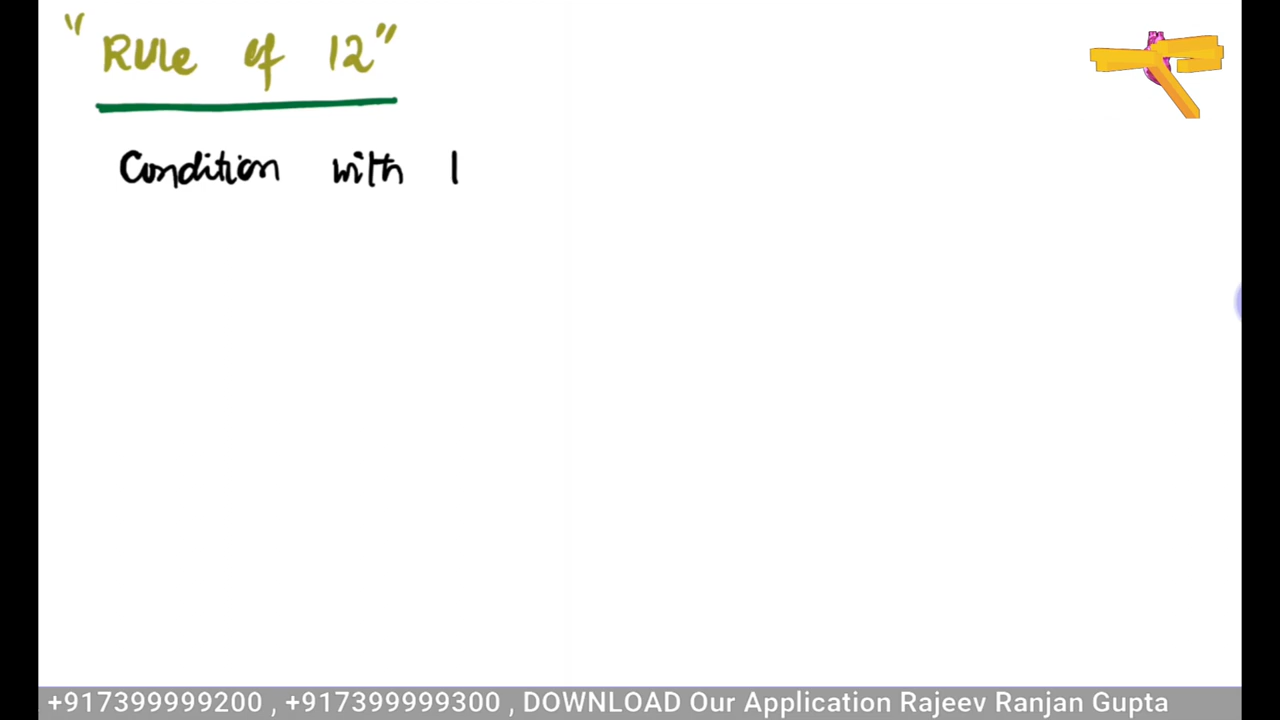 "Rule of 12"
Condition with 1
+917399999200 , +917399999300 , DOWNLOAD Our Application Rajeev Ranjan Gupta